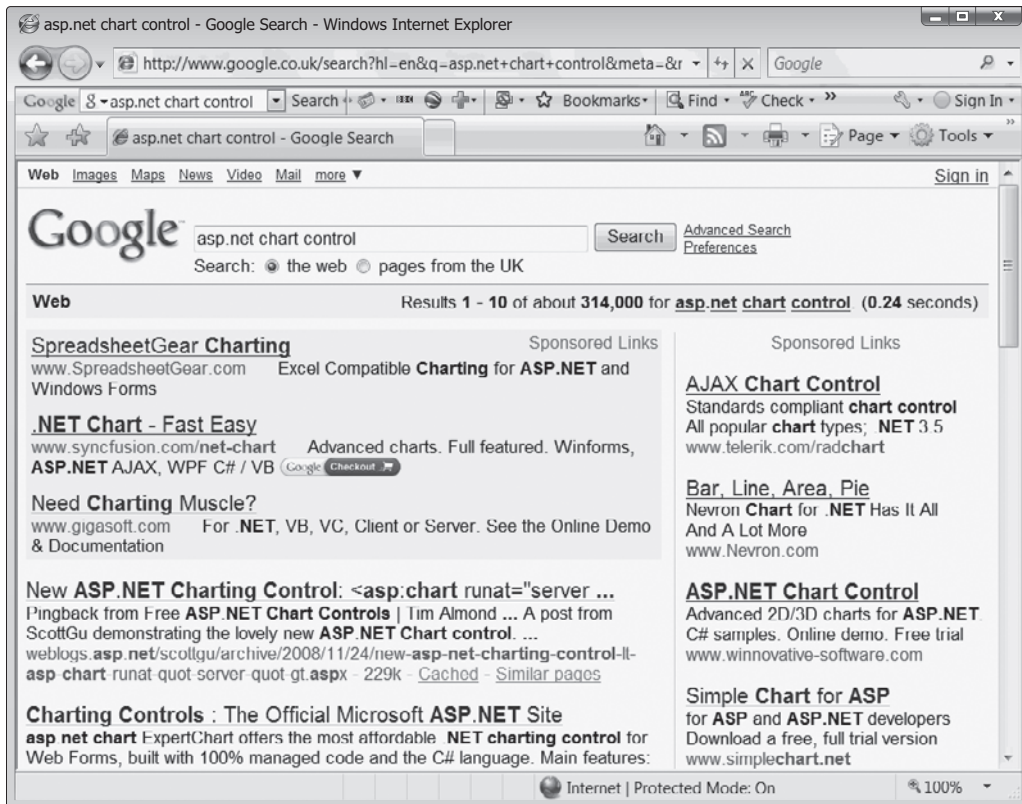 asp.net chart control - Google Search - Windows Internet Explorer
http://www.google.co.uk/search?hl=en&q=asp.net+chart+control&meta=&r
Google
Google
asp.net chart control
Search
Bookmarks
Find
Check
»
Sign In
asp.net chart control - Google Search
Page
Tools
»
Web Images Maps News Video Mail more ▼
Sign in
Google
asp.net chart control
Search
Advanced Search
Preferences
Search: the web pages from the UK
Web
Results 1 - 10 of about 314,000 for asp.net chart control. (0.24 seconds)
SpreadsheetGear Charting
Sponsored Links
www.SpreadsheetGear.com Excel Compatible Charting for ASP.NET and
Windows Forms
.NET Chart - Fast Easy
www.syncfusion.com/net-chart Advanced charts. Full featured. Winforms,
ASP.NET AJAX, WPF C# / VB Google Checkout
Need Charting Muscle?
www.gigasoft.com For .NET, VB, VC, Client or Server. See the Online Demo
& Documentation
New ASP.NET Charting Control: <asp:chart runat="server ...
Pingback from Free ASP.NET Chart Controls | Tim Almond ... A post from
ScottGu demonstrating the lovely new ASP.NET Chart control. ...
weblogs.asp.net/scottgu/archive/2008/11/24/new-asp-net-charting-control-lt-
asp-chart-runat-quot-server-quot-gt.aspx - 229k - Cached - Similar pages
Charting Controls : The Official Microsoft ASP.NET Site
asp net chart ExpertChart offers the most affordable .NET charting control for
Web Forms, built with 100% managed code and the C# language. Main features:
Sponsored Links
AJAX Chart Control
Standards compliant chart control
All popular chart types; .NET 3.5
www.telerik.com/radchart
Bar, Line, Area, Pie
Nevron Chart for .NET Has It All
And A Lot More
www.Nevron.com
ASP.NET Chart Control
Advanced 2D/3D charts for ASP.NET.
C# samples. Online demo. Free trial
www.winnovative-software.com
Simple Chart for ASP
for ASP and ASP.NET developers
Download a free, full trial version
www.simplechart.net
Internet | Protected Mode: On
100%